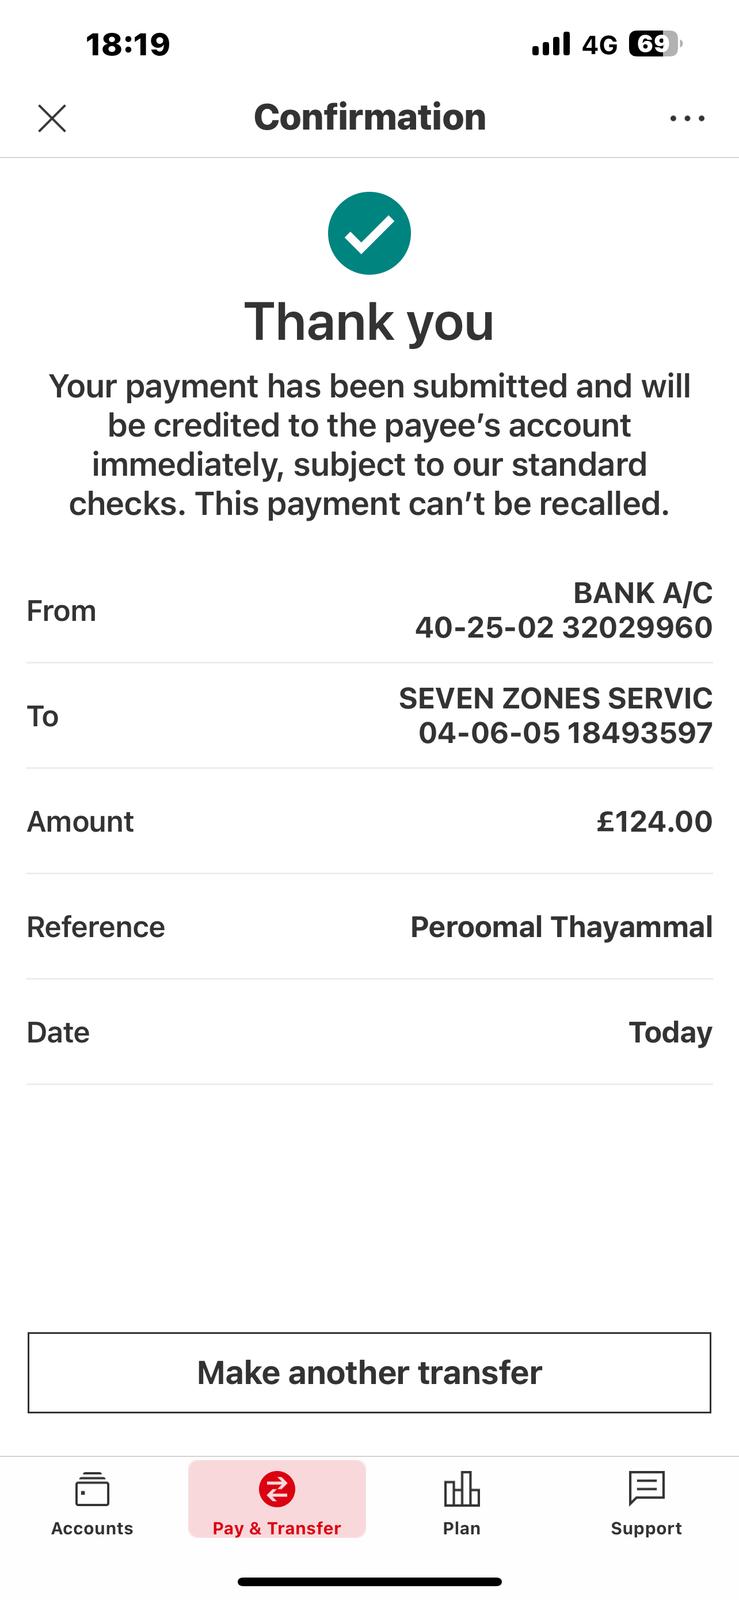 18:19
4G 69
Confirmation
Thank you
Your payment has been submitted and will
be credited to the payee’s account
immediately, subject to our standard
checks. This payment can’t be recalled.
From
BANK A/C
40-25-02 32029960
To
SEVEN ZONES SERVIC
04-06-05 18493597
Amount
£124.00
Reference
Peroomal Thayammal
Date
Today
Make another transfer
Accounts
Pay & Transfer
Plan
Support